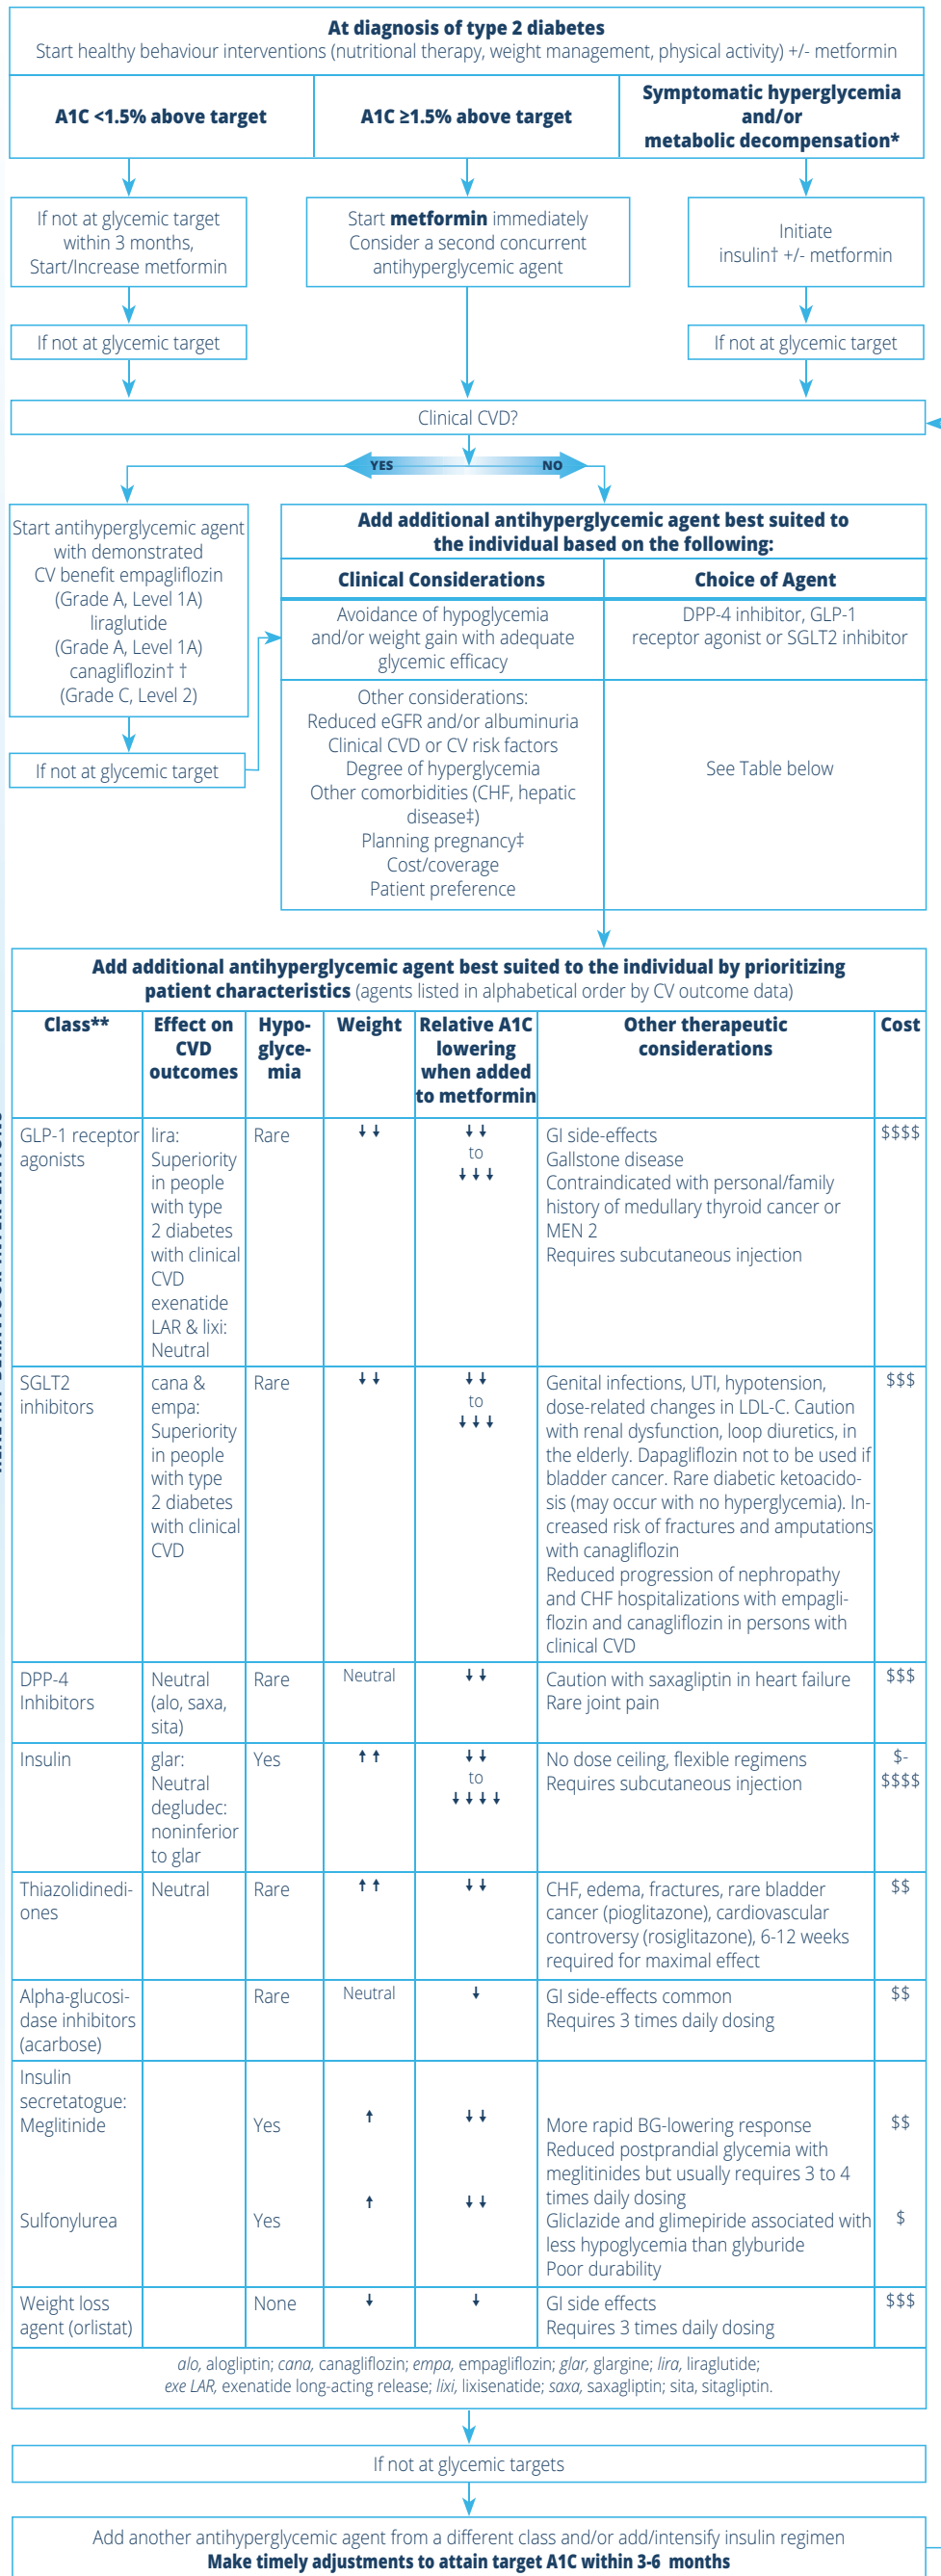 At diagnosis of type 2 diabetes
Start healthy behaviour interventions (nutritional therapy, weight management, physical activity) +/- metformin
A1C <1.5% above target
A1C ≥1.5% above target
Symptomatic hyperglycemia
and/or
metabolic decompensation*
If not at glycemic target
within 3 months,
Start/Increase metformin
Start metformin immediately
Consider a second concurrent
antihyperglycemic agent
Initiate
insulin† +/- metformin
If not at glycemic target
If not at glycemic target
Clinical CVD?
YES
NO
Start antihyperglycemic agent
with demonstrated
CV benefit empagliflozin
(Grade A, Level 1A)
liraglutide
(Grade A, Level 1A)
canagliflozin† †
(Grade C, Level 2)
If not at glycemic target
Add additional antihyperglycemic agent best suited to
the individual based on the following:
Clinical Considerations
Choice of Agent
Avoidance of hypoglycemia
and/or weight gain with adequate
glycemic efficacy
DPP-4 inhibitor, GLP-1
receptor agonist or SGLT2 inhibitor
Other considerations:
Reduced eGFR and/or albuminuria
Clinical CVD or CV risk factors
Degree of hyperglycemia
Other comorbidities (CHF, hepatic
disease‡)
Planning pregnancy‡
Cost/coverage
Patient preference
See Table below
Add additional antihyperglycemic agent best suited to the individual by prioritizing
patient characteristics (agents listed in alphabetical order by CV outcome data)
Class**
Effect on
CVD
outcomes
Hypo-
glyce-
mia
Weight
Relative A1C
lowering
when added
to metformin
Other therapeutic
considerations
Cost
GLP-1 receptor
agonists
lira:
Superiority
in people
with type
2 diabetes
with clinical
CVD
exenatide
LAR & lixi:
Neutral
Rare
↓↓
↓↓
to
↓↓↓
GI side-effects
Gallstone disease
Contraindicated with personal/family
history of medullary thyroid cancer or
MEN 2
Requires subcutaneous injection
$$$$
SGLT2
inhibitors
cana &
empa:
Superiority
in people
with type
2 diabetes
with clinical
CVD
Rare
↓↓
↓↓
to
↓↓↓
Genital infections, UTI, hypotension,
dose-related changes in LDL-C. Caution
with renal dysfunction, loop diuretics, in
the elderly. Dapagliflozin not to be used if
bladder cancer. Rare diabetic ketoacido-
sis (may occur with no hyperglycemia). In-
creased risk of fractures and amputations
with canagliflozin
Reduced progression of nephropathy
and CHF hospitalizations with empagli-
flozin and canagliflozin in persons with
clinical CVD
$$$
DPP-4
Inhibitors
Neutral
(alo, saxa,
sita)
Rare
Neutral
↓↓
Caution with saxagliptin in heart failure
Rare joint pain
$$$
Insulin
glar:
Neutral
degludec:
noninferior
to glar
Yes
↑↑
↓↓
to
↓↓↓↓
No dose ceiling, flexible regimens
Requires subcutaneous injection
$-
$$$$
Thiazolidinedi-
ones
Neutral
Rare
↑↑
↓↓
CHF, edema, fractures, rare bladder
cancer (pioglitazone), cardiovascular
controversy (rosiglitazone), 6-12 weeks
required for maximal effect
$$
Alpha-glucosi-
dase inhibitors
(acarbose)
Rare
Neutral
↓
GI side-effects common
Requires 3 times daily dosing
$$
Insulin
secretatogue:
Meglitinide
Yes
↑
↓↓
More rapid BG-lowering response
Reduced postprandial glycemia with
meglitinides but usually requires 3 to 4
times daily dosing
$$
Sulfonylurea
Yes
↑
↓↓
Gliclazide and glimepiride associated with
less hypoglycemia than glyburide
Poor durability
$
Weight loss
agent (orlistat)
None
↓
↓
GI side effects
Requires 3 times daily dosing
$$$
alo, alogliptin; cana, canagliflozin; empa, empagliflozin; glar, glargine; lira, liraglutide;
exe LAR, exenatide long-acting release; lixi, lixisenatide; saxa, saxagliptin; sita, sitagliptin.
If not at glycemic targets
Add another antihyperglycemic agent from a different class and/or add/intensify insulin regimen
Make timely adjustments to attain target A1C within 3-6 months